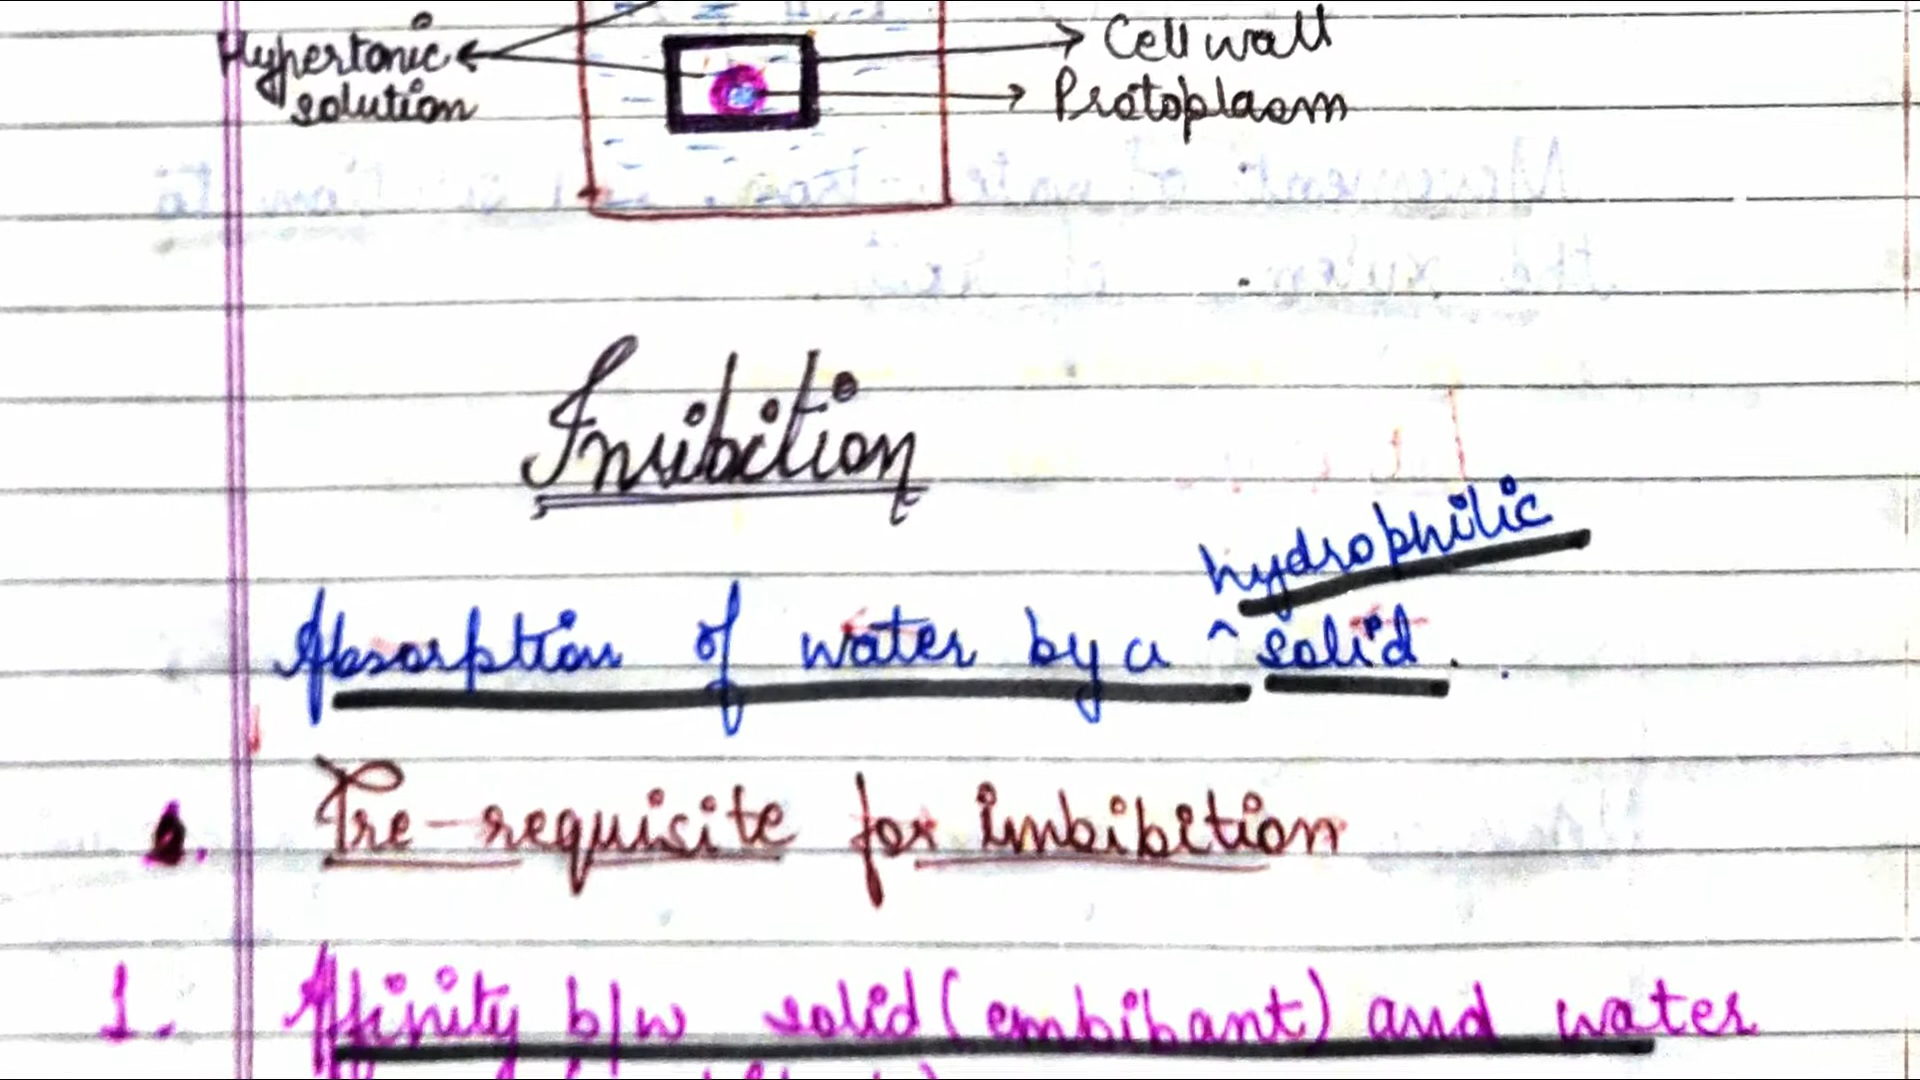 Hypertonic
solution
Cell wall
Protoplasm
Imbibition
hydrophilic
Absorption of water by a ^ solid.
Pre-requisite for imbibition
1. Affinity b/w solid (embibant) and water